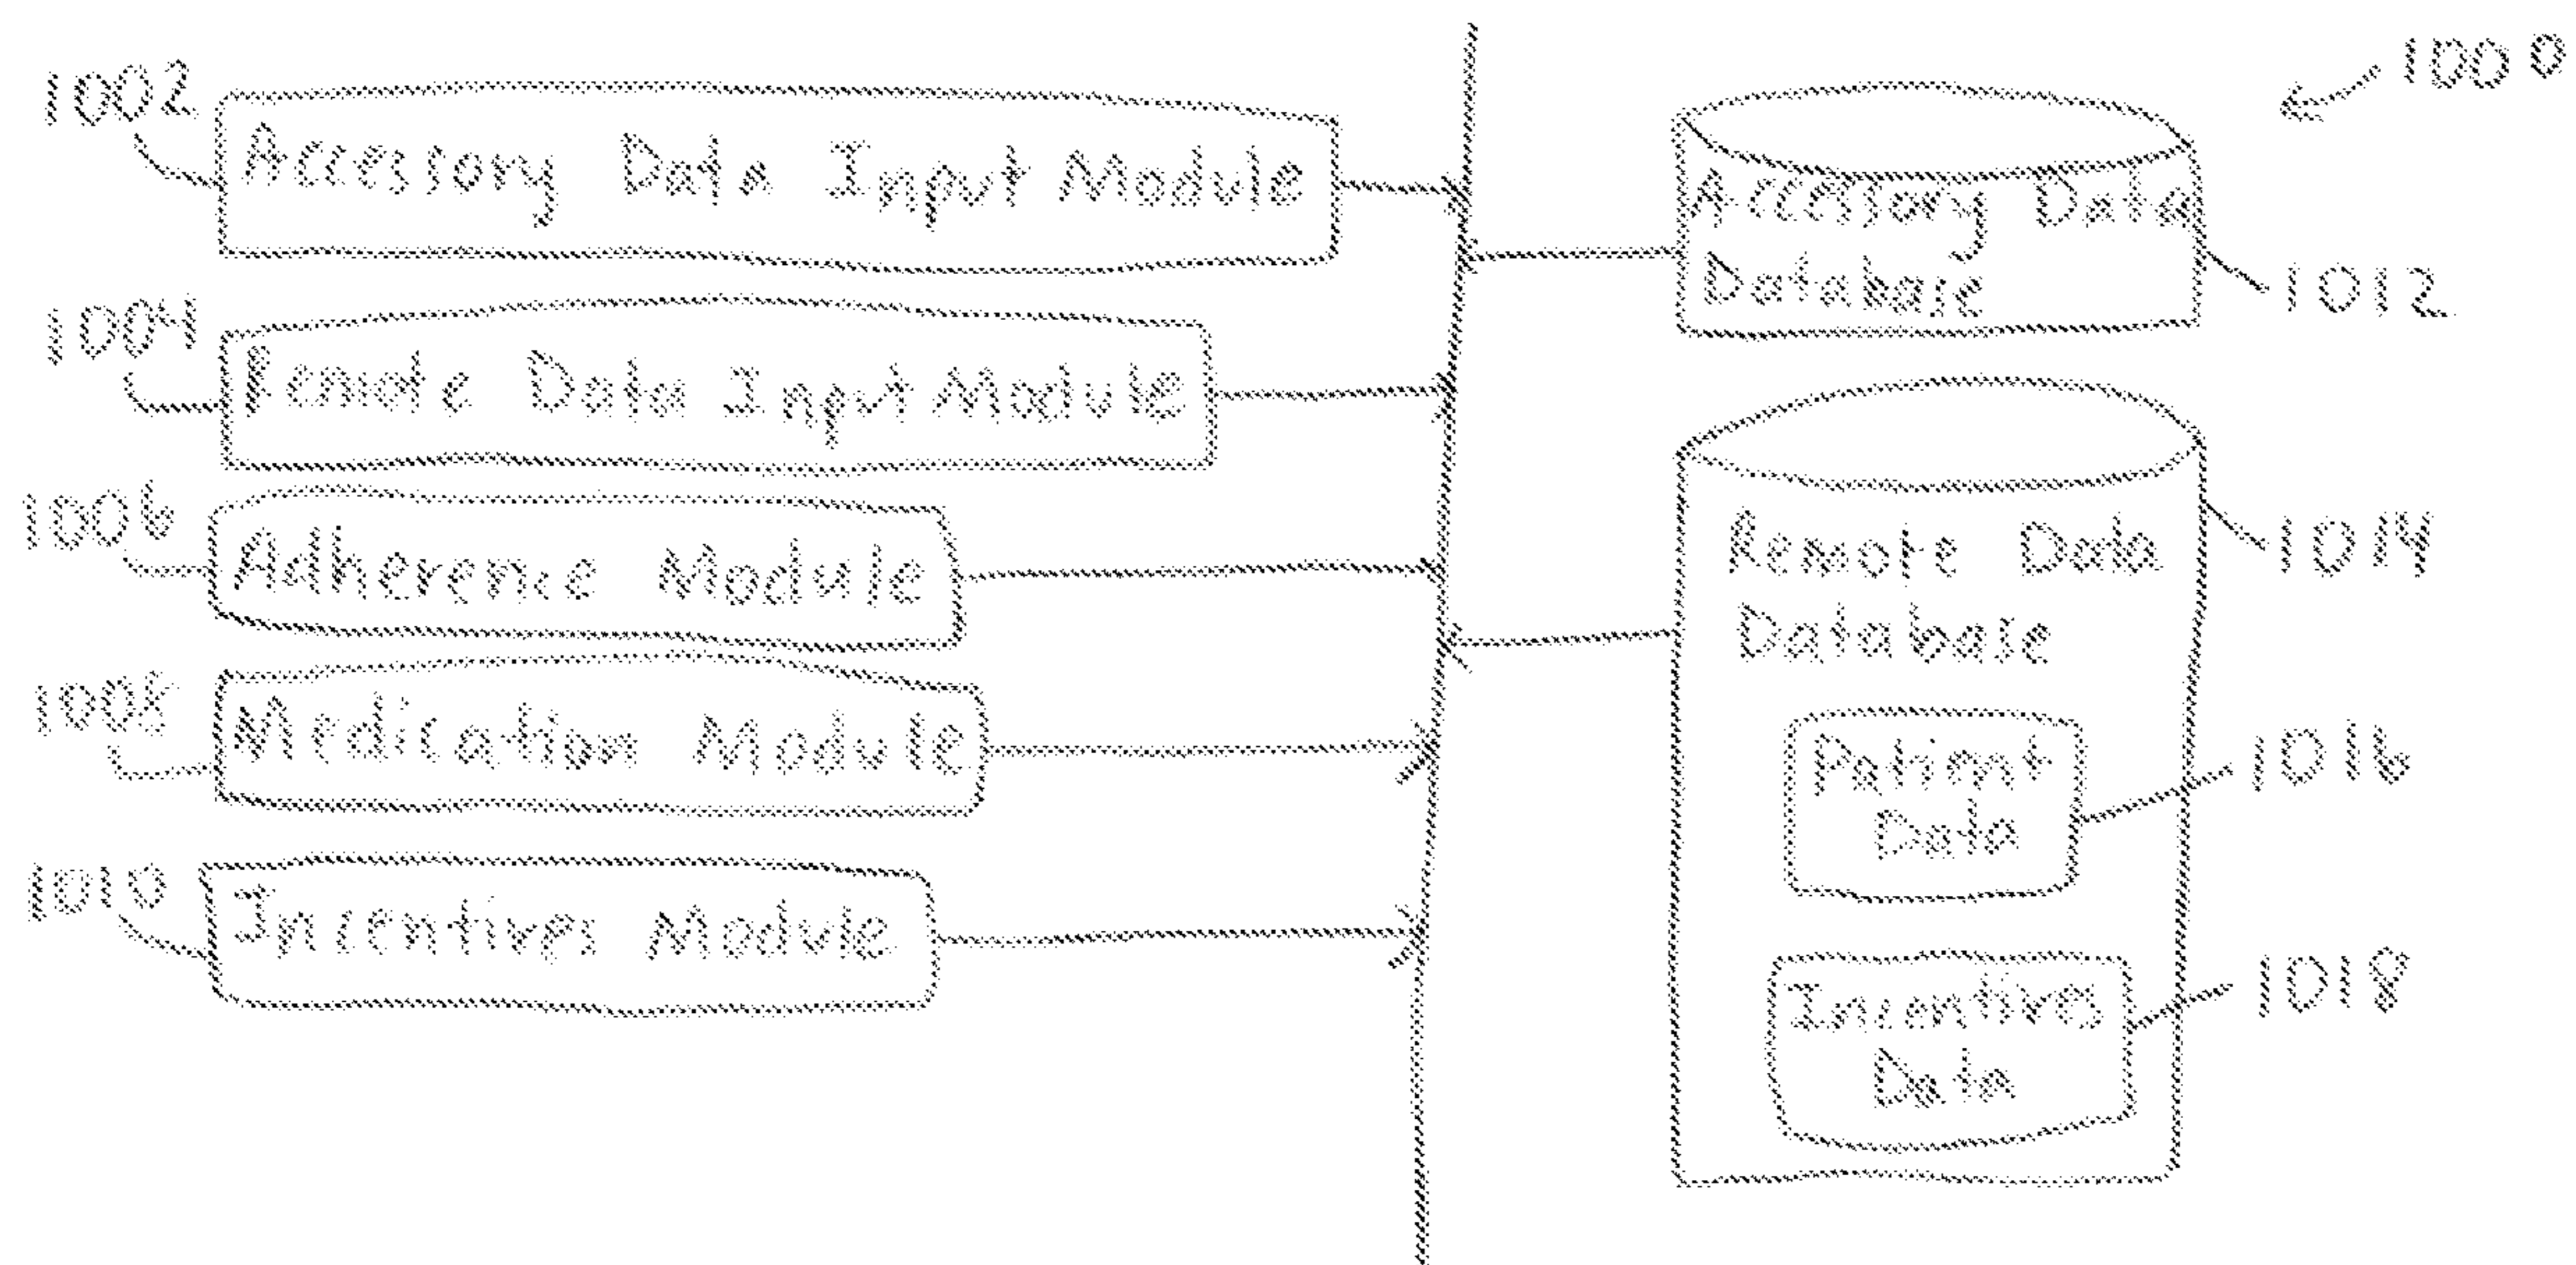 1000
1002
Accessory Data Input Module
1004
Remote Data Input Module
1006
Adherence Module
1008
Medication Module
1010
Incentives Module
Accessory Data
Database
1012
Remote Data
Database
1014
Patient
Data
1016
Incentives
Data
1018